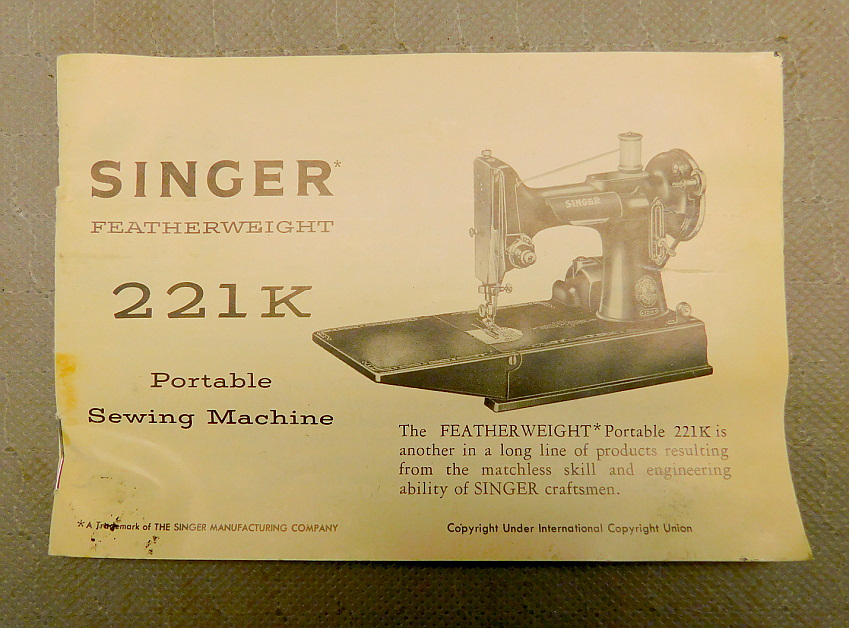 SINGER*
FEATHERWEIGHT
221K
Portable
Sewing Machine
SINGER
The FEATHERWEIGHT* Portable 221K is
another in a long line of products resulting
from the matchless skill and engineering
ability of SINGER craftsmen.
*A Trademark of THE SINGER MANUFACTURING COMPANY
Copyright Under International Copyright Union